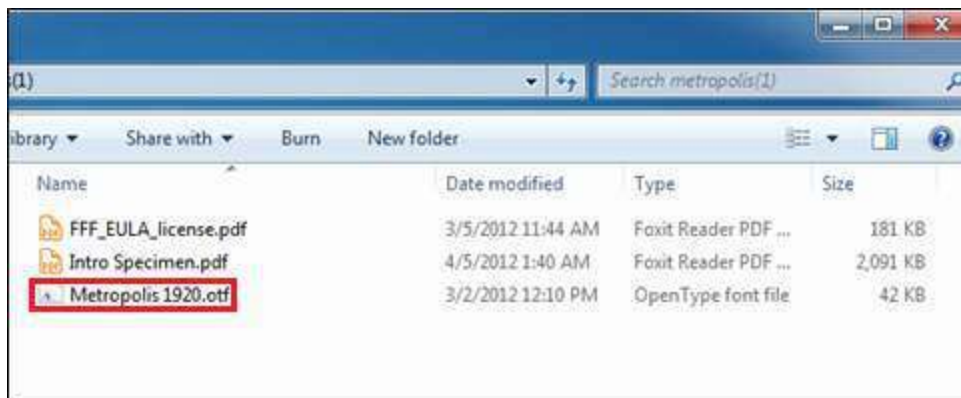 (1) Search metropolis(1)
ibrary Share with Burn New folder
Name Date modified Type Size
FFF_EULA_license.pdf 3/5/2012 11:44 AM Foxit Reader PDF ... 181 KB
Intro Specimen.pdf 4/5/2012 1:40 AM Foxit Reader PDF ... 2,091 KB
Metropolis 1920.otf 3/2/2012 12:10 PM OpenType font file 42 KB